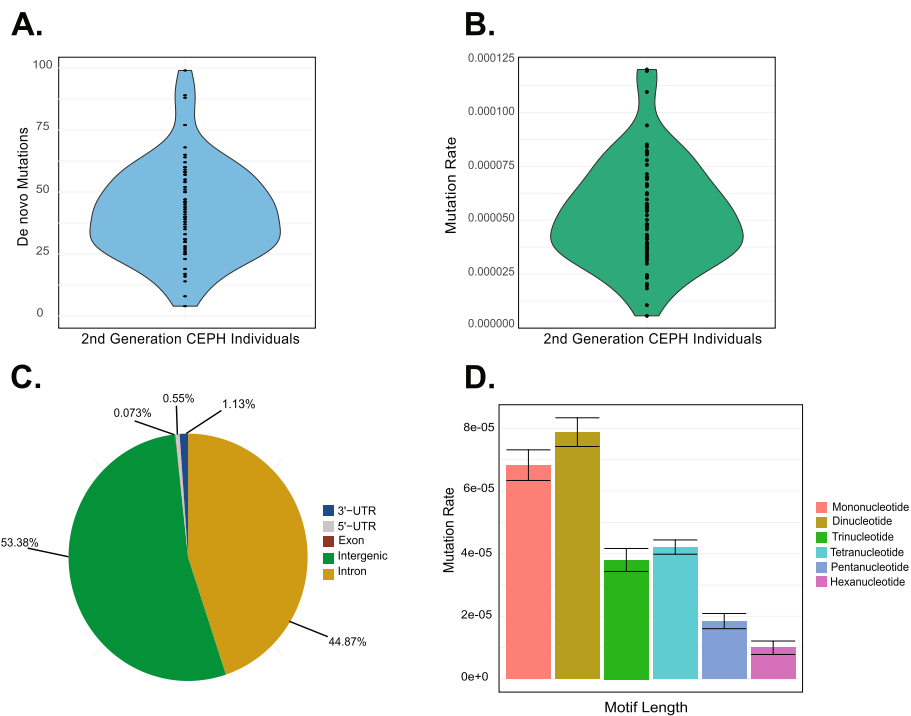 A.
100
75
50
25
0
De novo Mutations
2nd Generation CEPH Individuals
B.
0.000125
0.000100
0.000075
0.000050
0.000025
0.000000
Mutation Rate
2nd Generation CEPH Individuals
C.
0.073%
0.55%
1.13%
53.38%
44.87%
3'−UTR
5'−UTR
Exon
Intergenic
Intron
D.
8e-05
6e-05
4e-05
2e-05
0e+0
Mutation Rate
Motif Length
Mononucleotide
Dinucleotide
Trinucleotide
Tetranucleotide
Pentanucleotide
Hexanucleotide